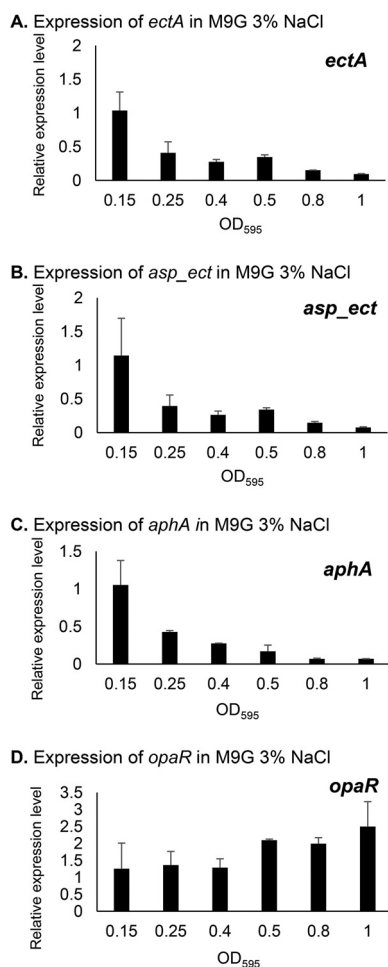 A. Expression of ectA in M9G 3% NaCl
ectA
Relative expression level
2
1.5
1
0.5
0
0.15 0.25 0.4 0.5 0.8 1
OD595
B. Expression of asp_ect in M9G 3% NaCl
asp_ect
Relative expression level
2
1.5
1
0.5
0
0.15 0.25 0.4 0.5 0.8 1
OD595
C. Expression of aphA in M9G 3% NaCl
aphA
Relative expression level
1.5
1
0.5
0
0.15 0.25 0.4 0.5 0.8 1
OD595
D. Expression of opaR in M9G 3% NaCl
opaR
Relative expression level
3.5
3
2.5
2
1.5
1
0.5
0
0.15 0.25 0.4 0.5 0.8 1
OD595